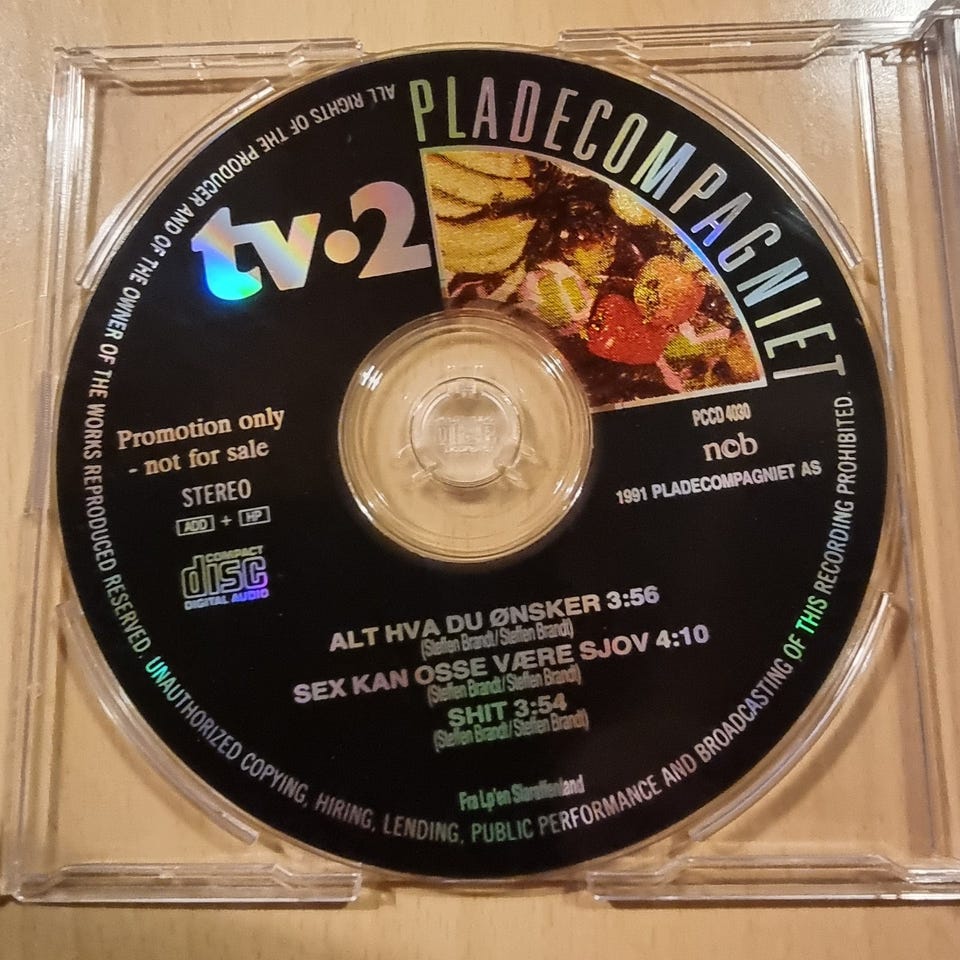 PLADECOMPAGNIET
tv·2
PCCD 4030
n©b
1991 PLADECOMPAGNIET AS
Promotion only
- not for sale
STEREO
ADD + HP
COMPACT
disc
DIGITAL AUDIO
ALT HVA DU ØNSKER 3:56
(Steffen Brandt/Steffen Brandt)
SEX KAN OSSE VÆRE SJOV 4:10
(Steffen Brandt/Steffen Brandt)
SHIT 3:54
(Steffen Brandt/Steffen Brandt)
Fra Lp'en Slaraffenland
ALL RIGHTS OF THE PRODUCER AND OF THE OWNER OF THE WORKS REPRODUCED RESERVED. UNAUTHORIZED COPYING, HIRING, LENDING, PUBLIC PERFORMANCE AND BROADCASTING OF THIS RECORDING PROHIBITED.